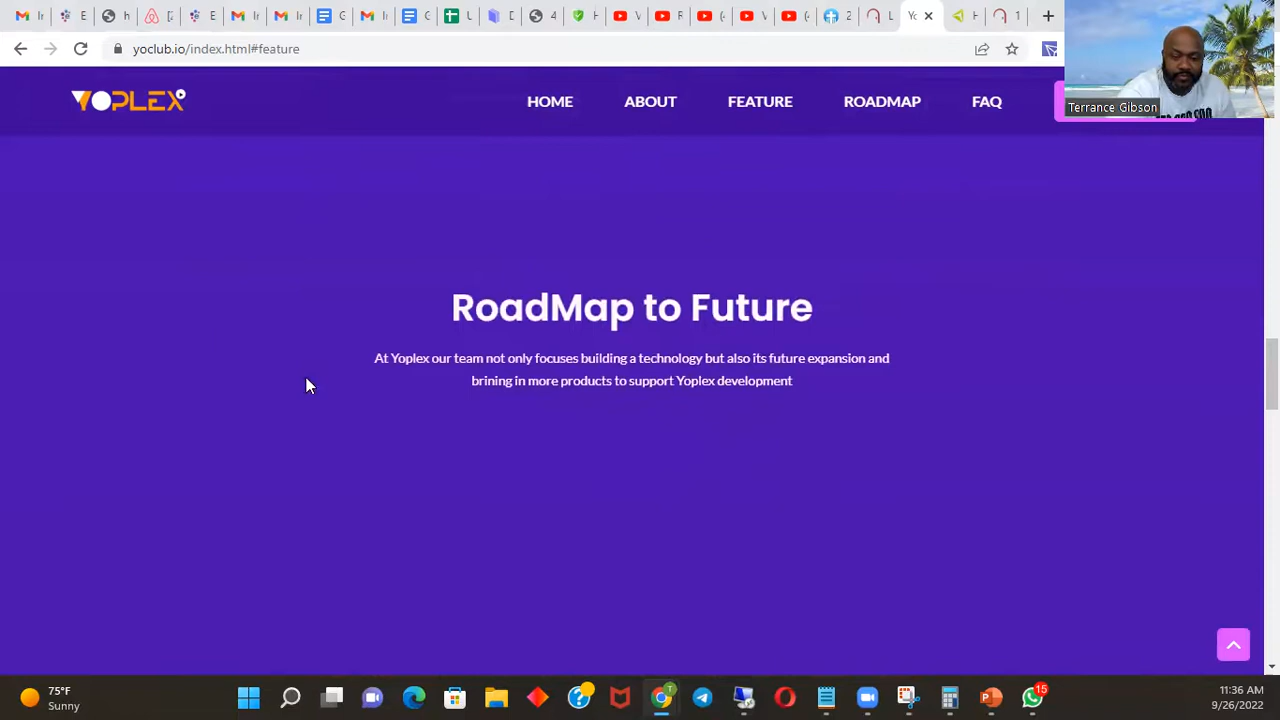 yoclub.io/index.html#feature
YOPLEX
HOME
ABOUT
FEATURE
ROADMAP
FAQ
Terrance Gibson
RoadMap to Future
At Yoplex our team not only focuses building a technology but also its future expansion and
brining in more products to support Yoplex development
75°F
Sunny
15
11:36 AM
9/26/2022